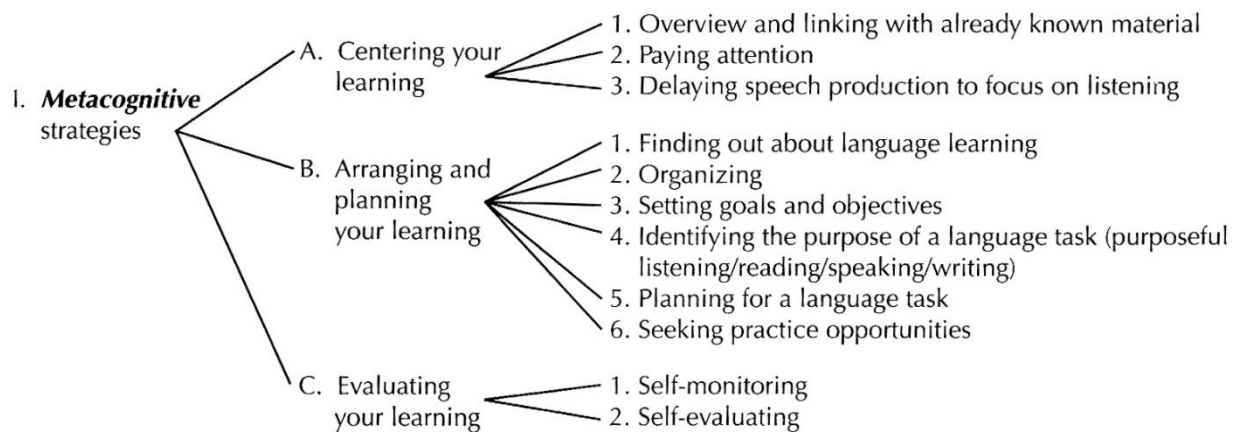 I. Metacognitive
strategies
A. Centering your
learning
1. Overview and linking with already known material
2. Paying attention
3. Delaying speech production to focus on listening
B. Arranging and
planning
your learning
1. Finding out about language learning
2. Organizing
3. Setting goals and objectives
4. Identifying the purpose of a language task (purposeful
listening/reading/speaking/writing)
5. Planning for a language task
6. Seeking practice opportunities
C. Evaluating
your learning
1. Self-monitoring
2. Self-evaluating